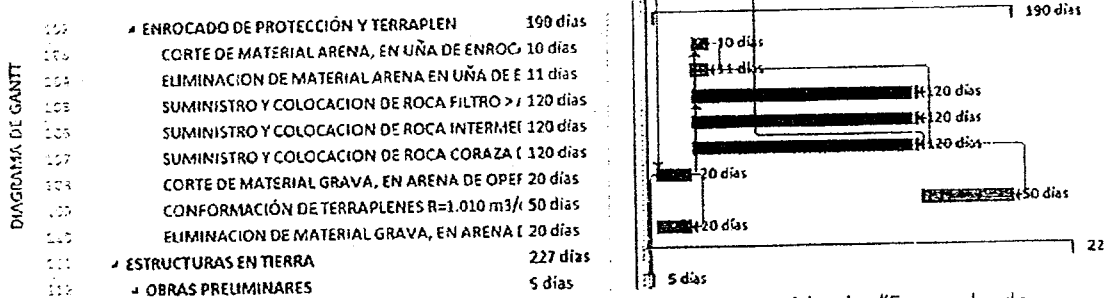 190 días
ENROCADO DE PROTECCIÓN Y TERRAPLEN 190 días
CORTE DE MATERIAL ARENA, EN UÑA DE ENROC 10 días 10 días
ELIMINACION DE MATERIAL ARENA EN UÑA DE E 11 días 11 días
SUMINISTRO Y COLOCACION DE ROCA FILTRO > 120 días 120 días
SUMINISTRO Y COLOCACION DE ROCA INTERMEI 120 días 120 días
SUMINISTRO Y COLOCACION DE ROCA CORAZA ( 120 días 120 días
CORTE DE MATERIAL GRAVA, EN ARENA DE OPEF 20 días 20 días
CONFORMACIÓN DE TERRAPLENES R=1.010 m3/ 50 días 50 días
ELIMINACION DE MATERIAL GRAVA, EN ARENA 20 días 20 días
ESTRUCTURAS EN TIERRA 227 días 22
OBRAS PRELIMINARES 5 días 5 días
DIAGRAMA DE GANTT